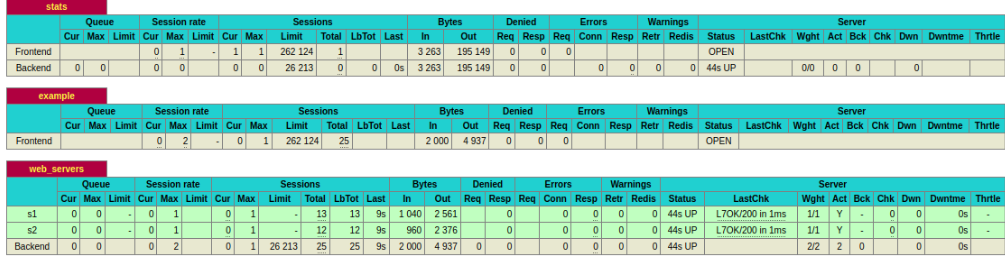 stats
Queue Session rate Sessions Bytes Denied Errors Warnings Server
Cur Max Limit Cur Max Limit Cur Max Limit Total LbTot Last In Out Req Resp Req Conn Resp Retr Redis Status LastChk Wght Act Bck Chk Dwn Dwntme Thrtle
Frontend 0 1 - 1 1 262 124 1 3 263 195 149 0 0 0 OPEN
Backend 0 0 0 0 0 0 26 213 0 0 0s 3 263 195 149 0 0 0 0 0 0 44s UP 0/0 0 0 0
example
Queue Session rate Sessions Bytes Denied Errors Warnings Server
Cur Max Limit Cur Max Limit Cur Max Limit Total LbTot Last In Out Req Resp Req Conn Resp Retr Redis Status LastChk Wght Act Bck Chk Dwn Dwntme Thrtle
Frontend 0 2 - 0 1 262 124 25 2 000 4 937 0 0 0 OPEN
web_servers
Queue Session rate Sessions Bytes Denied Errors Warnings Server
Cur Max Limit Cur Max Limit Cur Max Limit Total LbTot Last In Out Req Resp Req Conn Resp Retr Redis Status LastChk Wght Act Bck Chk Dwn Dwntme Thrtle
s1 0 0 - 0 1 0 1 - 13 13 9s 1 040 2 561 0 0 0 0 0 44s UP L7OK/200 in 1ms 1/1 Y - 0 0 0s -
s2 0 0 - 0 1 0 1 - 12 12 9s 960 2 376 0 0 0 0 0 44s UP L7OK/200 in 1ms 1/1 Y - 0 0 0s -
Backend 0 0 0 2 0 1 26 213 25 25 9s 2 000 4 937 0 0 0 0 0 0 44s UP 2/2 2 0 0 0s